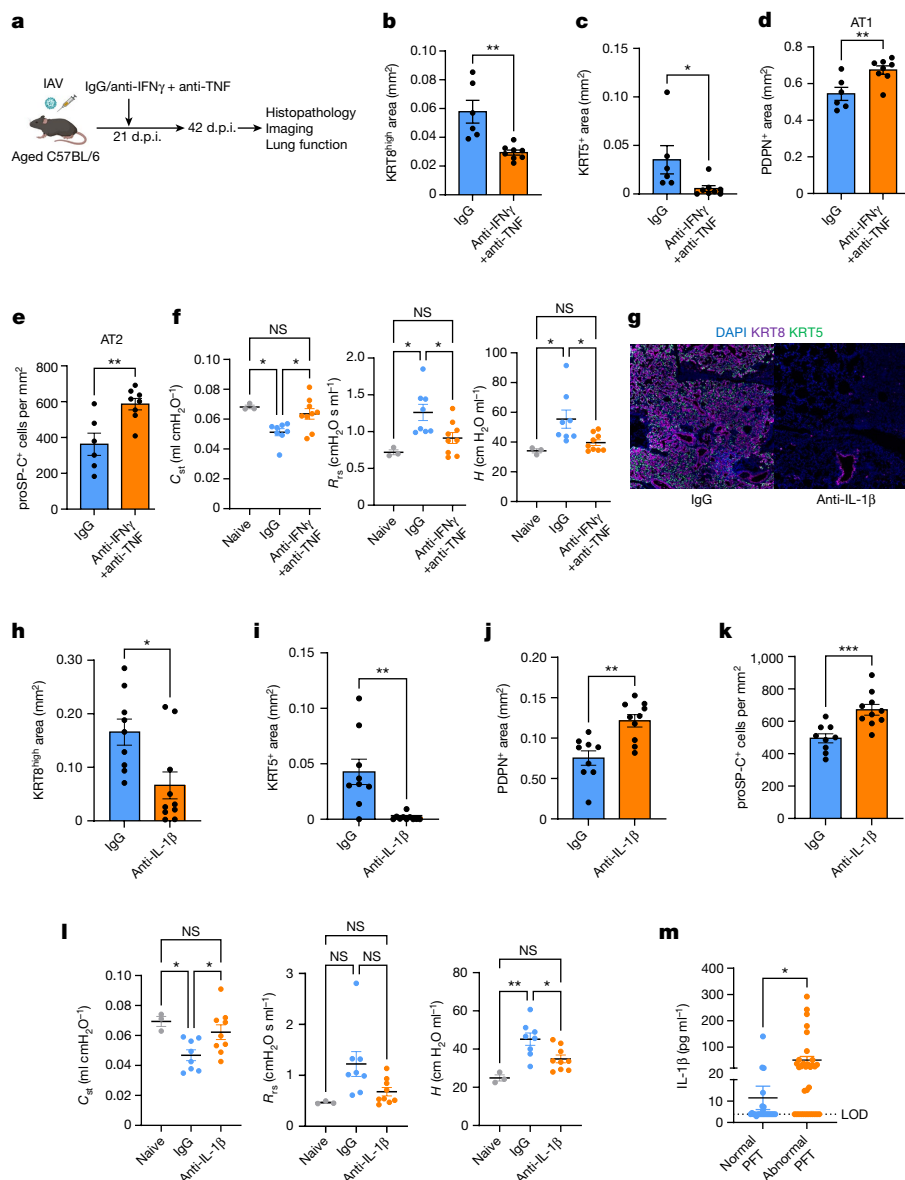 a
IAV
IgG/anti-IFNγ + anti-TNF
21 d.p.i.
42 d.p.i.
Histopathology
Imaging
Lung function
Aged C57BL/6
b
**
KRT8high area (mm2)
0.10
0.08
0.06
0.04
0.02
0
IgG
Anti-IFNγ
+anti-TNF
c
*
KRT5+ area (mm2)
0.15
0.10
0.05
0
IgG
Anti-IFNγ
+anti-TNF
d
AT1
**
PDPN+ area (mm2)
0.8
0.6
0.4
0.2
0
IgG
Anti-IFNγ
+anti-TNF
e
AT2
**
proSP-C+ cells per mm2
800
600
400
200
0
IgG
Anti-IFNγ
+anti-TNF
f
NS
* *
Cst (ml cmH2O−1)
0.10
0.08
0.06
0.04
0.02
0
Naive
IgG
Anti-IFNγ
+anti-TNF
NS
* *
Rrs (cmH2O s ml−1)
2.0
1.5
1.0
0.5
0
Naive
IgG
Anti-IFNγ
+anti-TNF
NS
* *
H (cm H2O ml−1)
100
80
60
40
20
0
Naive
IgG
Anti-IFNγ
+anti-TNF
g
DAPI KRT8 KRT5
IgG
Anti-IL-1β
h
*
KRT8high area (mm2)
0.30
0.20
0.10
0
IgG
Anti-IL-1β
i
**
KRT5+ area (mm2)
0.15
0.10
0.05
0
IgG
Anti-IL-1β
j
**
PDPN+ area (mm2)
0.20
0.15
0.10
0.50
0
IgG
Anti-IL-1β
k
***
proSP-C+ cells per mm2
1,000
800
600
400
200
0
IgG
Anti-IL-1β
l
NS
* *
Cst (ml cmH2O−1)
0.10
0.08
0.06
0.04
0.02
0
Naive
IgG
Anti-IL-1β
NS
NS NS
Rrs (cmH2O s ml−1)
3
2
1
0
Naive
IgG
Anti-IL-1β
NS
** *
H (cm H2O ml−1)
80
60
40
20
0
Naive
IgG
Anti-IL-1β
m
*
IL-1β (pg ml−1)
400
300
200
100
20
10
0
LOD
Normal
PFT
Abnormal
PFT